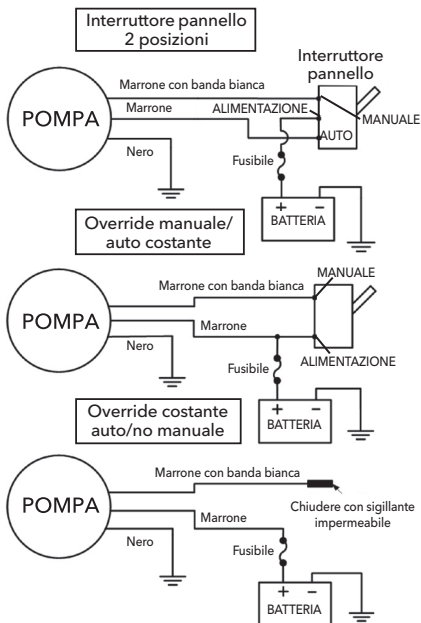 Interruttore pannello
2 posizioni
Interruttore
pannello
Marrone con banda bianca
POMPA
Marrone
ALIMENTAZIONE
MANUALE
AUTO
Nero
Fusibile
+ −
BATTERIA
Override manuale/
auto costante
MANUALE
Marrone con banda bianca
POMPA
Marrone
Nero
ALIMENTAZIONE
Fusibile
+ −
BATTERIA
Override costante
auto/no manuale
Marrone con banda bianca
POMPA
Chiudere con sigillante
impermeabile
Marrone
Nero
Fusibile
+ −
BATTERIA